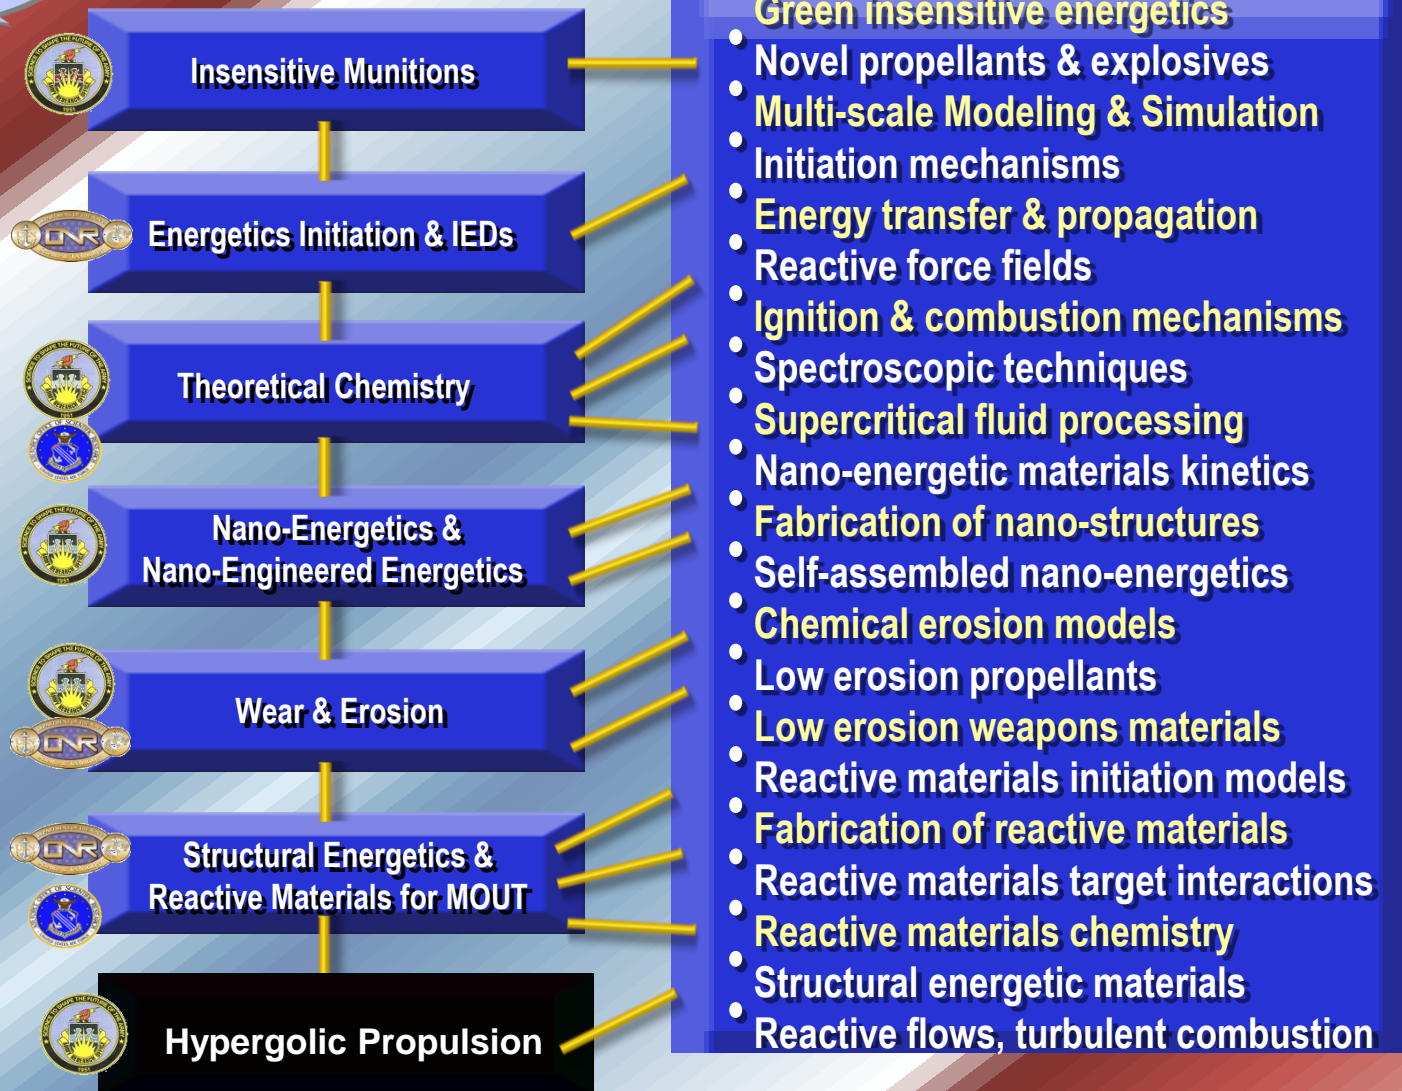 Insensitive Munitions
Energetics Initiation & IEDs
ONR
Theoretical Chemistry
Nano-Energetics &
Nano-Engineered Energetics
Wear & Erosion
ONR
ONR
Structural Energetics &
Reactive Materials for MOUT
Hypergolic Propulsion
Green insensitive energetics
Novel propellants & explosives
Multi-scale Modeling & Simulation
Initiation mechanisms
Energy transfer & propagation
Reactive force fields
Ignition & combustion mechanisms
Spectroscopic techniques
Supercritical fluid processing
Nano-energetic materials kinetics
Fabrication of nano-structures
Self-assembled nano-energetics
Chemical erosion models
Low erosion propellants
Low erosion weapons materials
Reactive materials initiation models
Fabrication of reactive materials
Reactive materials target interactions
Reactive materials chemistry
Structural energetic materials
Reactive flows, turbulent combustion